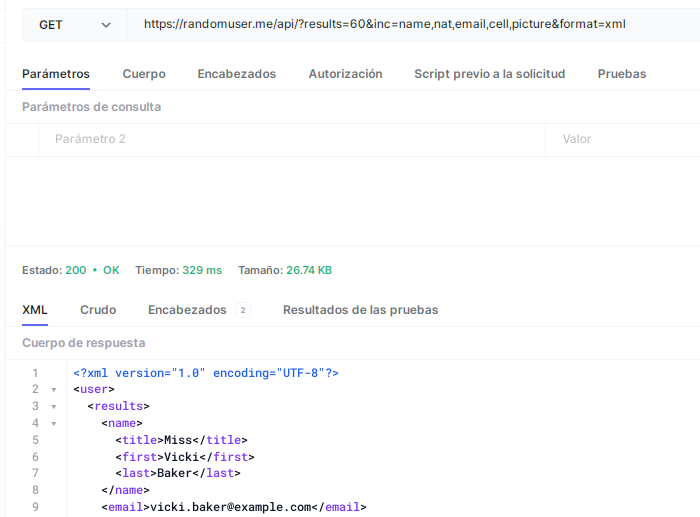 GET https://randomuser.me/api/?results=60&inc=name,nat,email,cell,picture&format=xml
Parámetros Cuerpo Encabezados Autorización Script previo a la solicitud Pruebas
Parámetros de consulta
Parámetro 2 Valor
Estado: 200 • OK Tiempo: 329 ms Tamaño: 26.74 KB
XML Crudo Encabezados 2 Resultados de las pruebas
Cuerpo de respuesta
1 <?xml version="1.0" encoding="UTF-8"?>
2 <user>
3 <results>
4 <name>
5 <title>Miss</title>
6 <first>Vicki</first>
7 <last>Baker</last>
8 </name>
9 <email>vicki.baker@example.com</email>